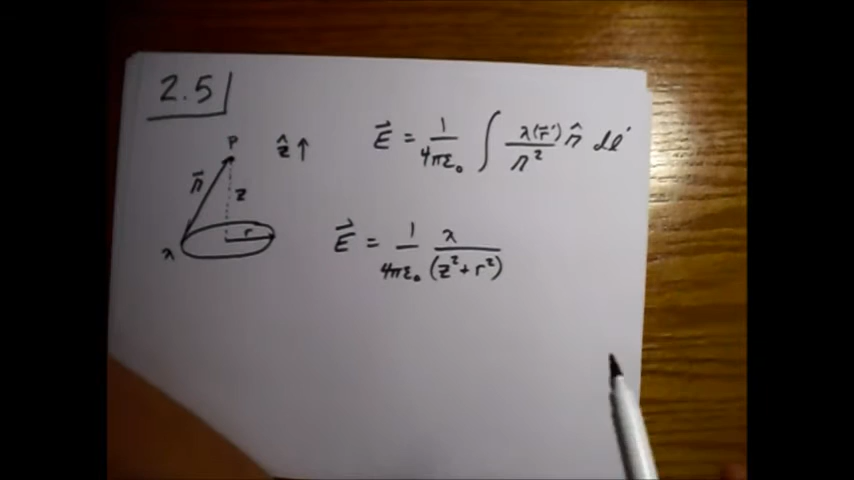 2.5
P
ẑ ↑
E⃗ = 1/4πε₀ ∫ λ(r⃗')/r² r̂ dl'
r⃗
z
r
λ
E⃗ = 1/4πε₀ λ/(z² + r²)